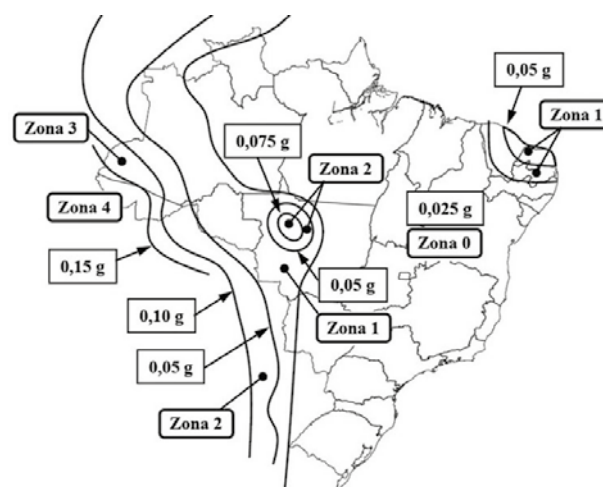 0,05 g
Zona 1
Zona 3
0,075 g
Zona 2
Zona 4
0,025 g
Zona 0
0,15 g
0,05 g
0,10 g
Zona 1
0,05 g
Zona 2